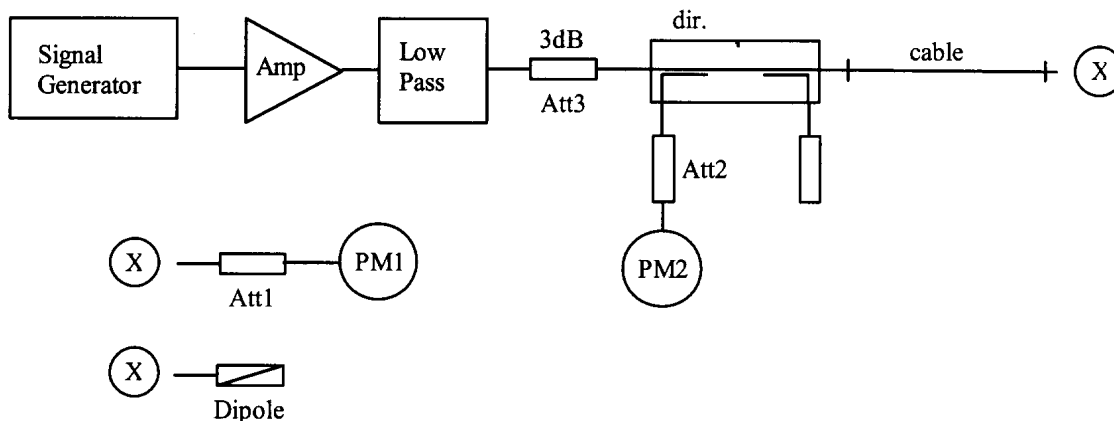 Signal
Generator
Amp
Low
Pass
3dB
Att3
dir.
cable
X
Att2
PM2
X
Att1
PM1
X
Dipole